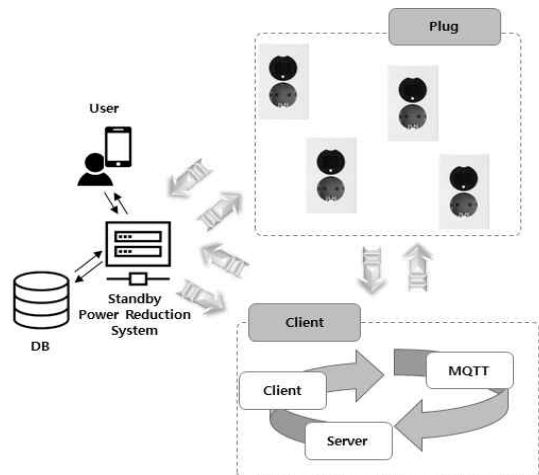 Plug
User
Standby
Power Reduction
System
DB
Client
Client
MQTT
Server